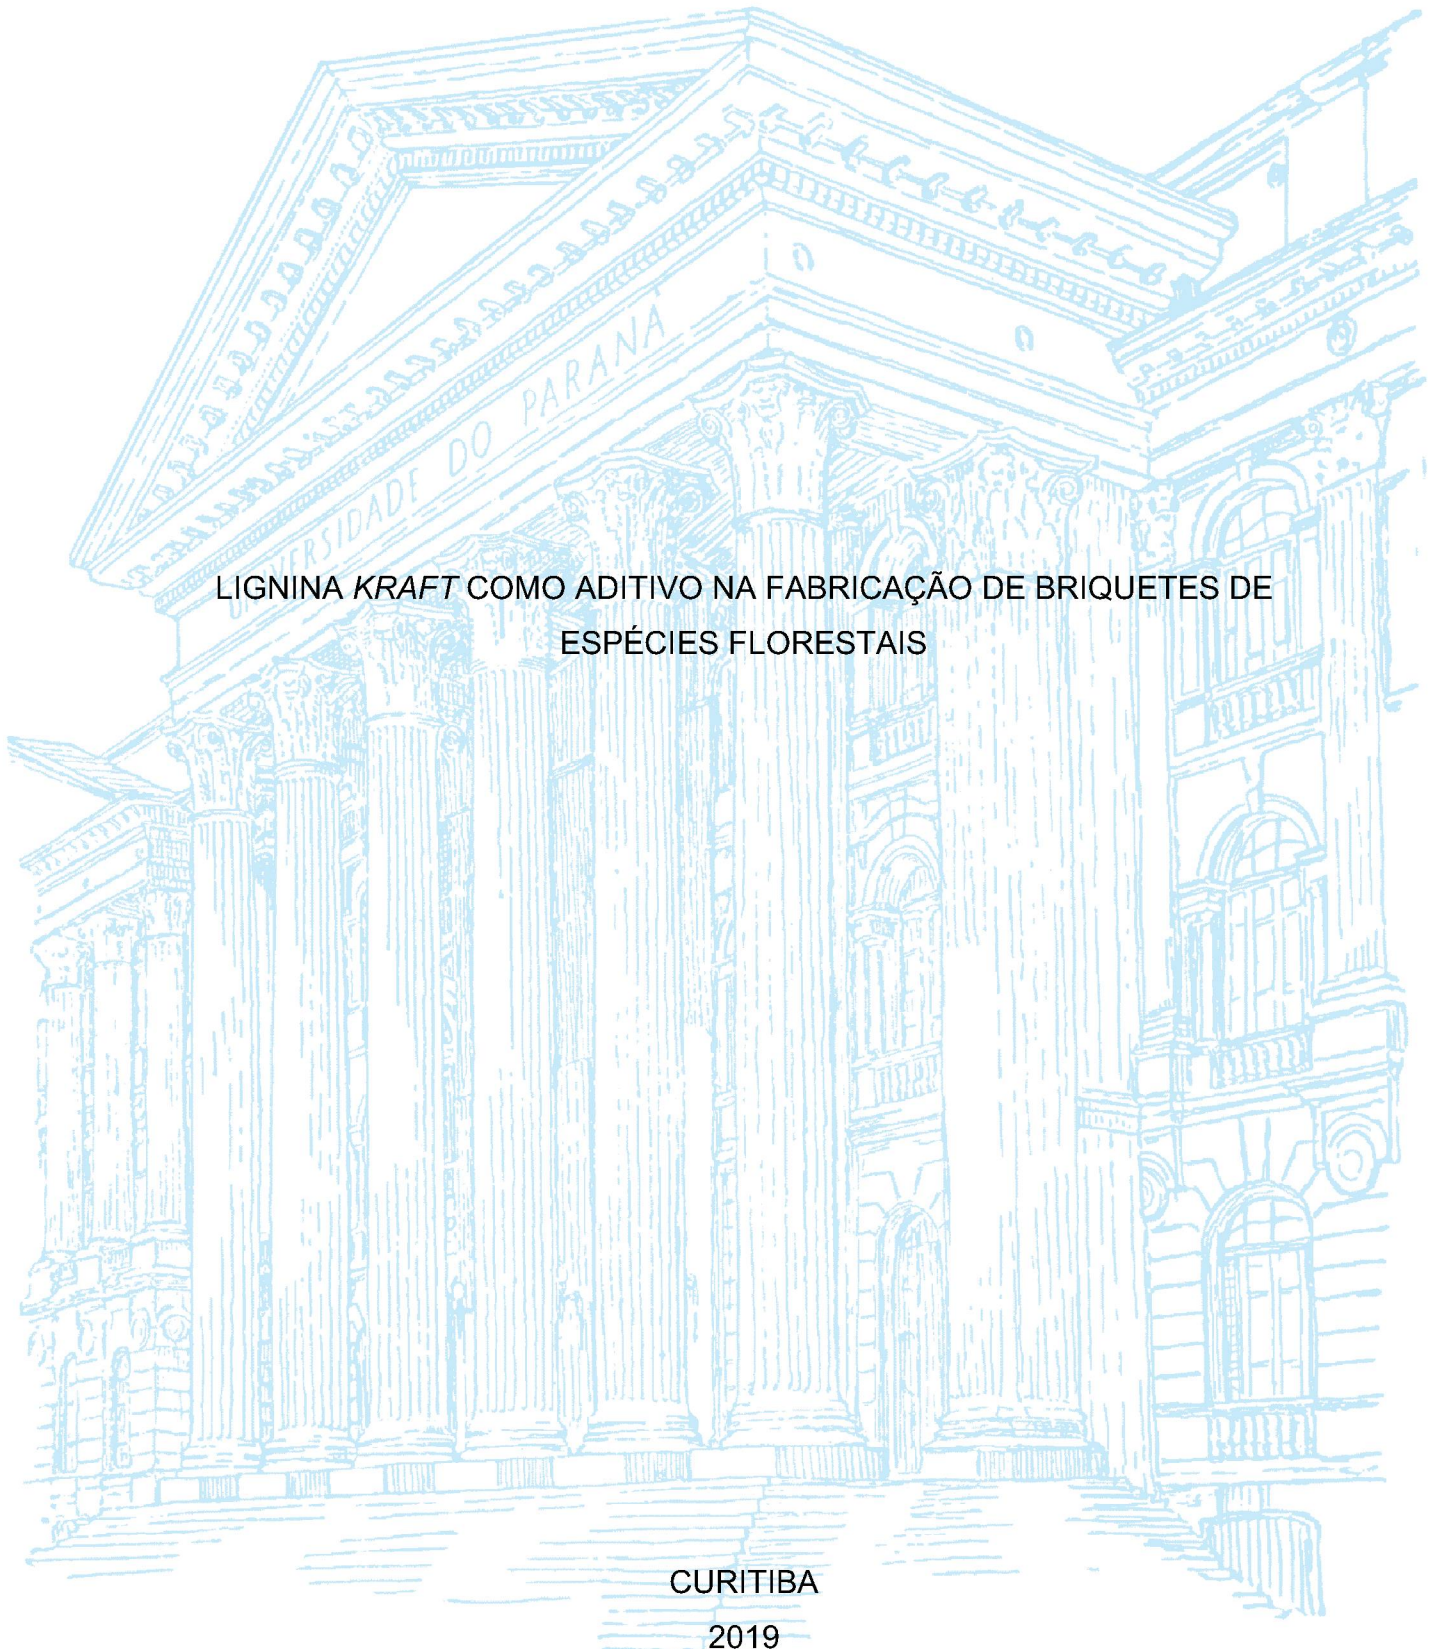 UNIVERSIDADE DO PARANÁ
LIGNINA KRAFT COMO ADITIVO NA FABRICAÇÃO DE BRIQUETES DE
ESPÉCIES FLORESTAIS
CURITIBA
2019